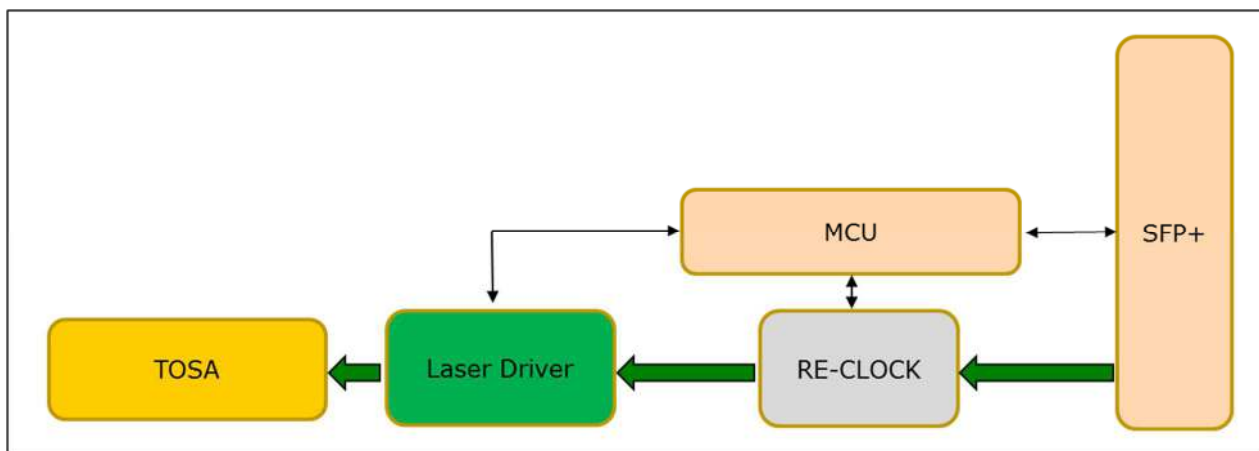 MCU
SFP+
TOSA
Laser Driver
RE-CLOCK